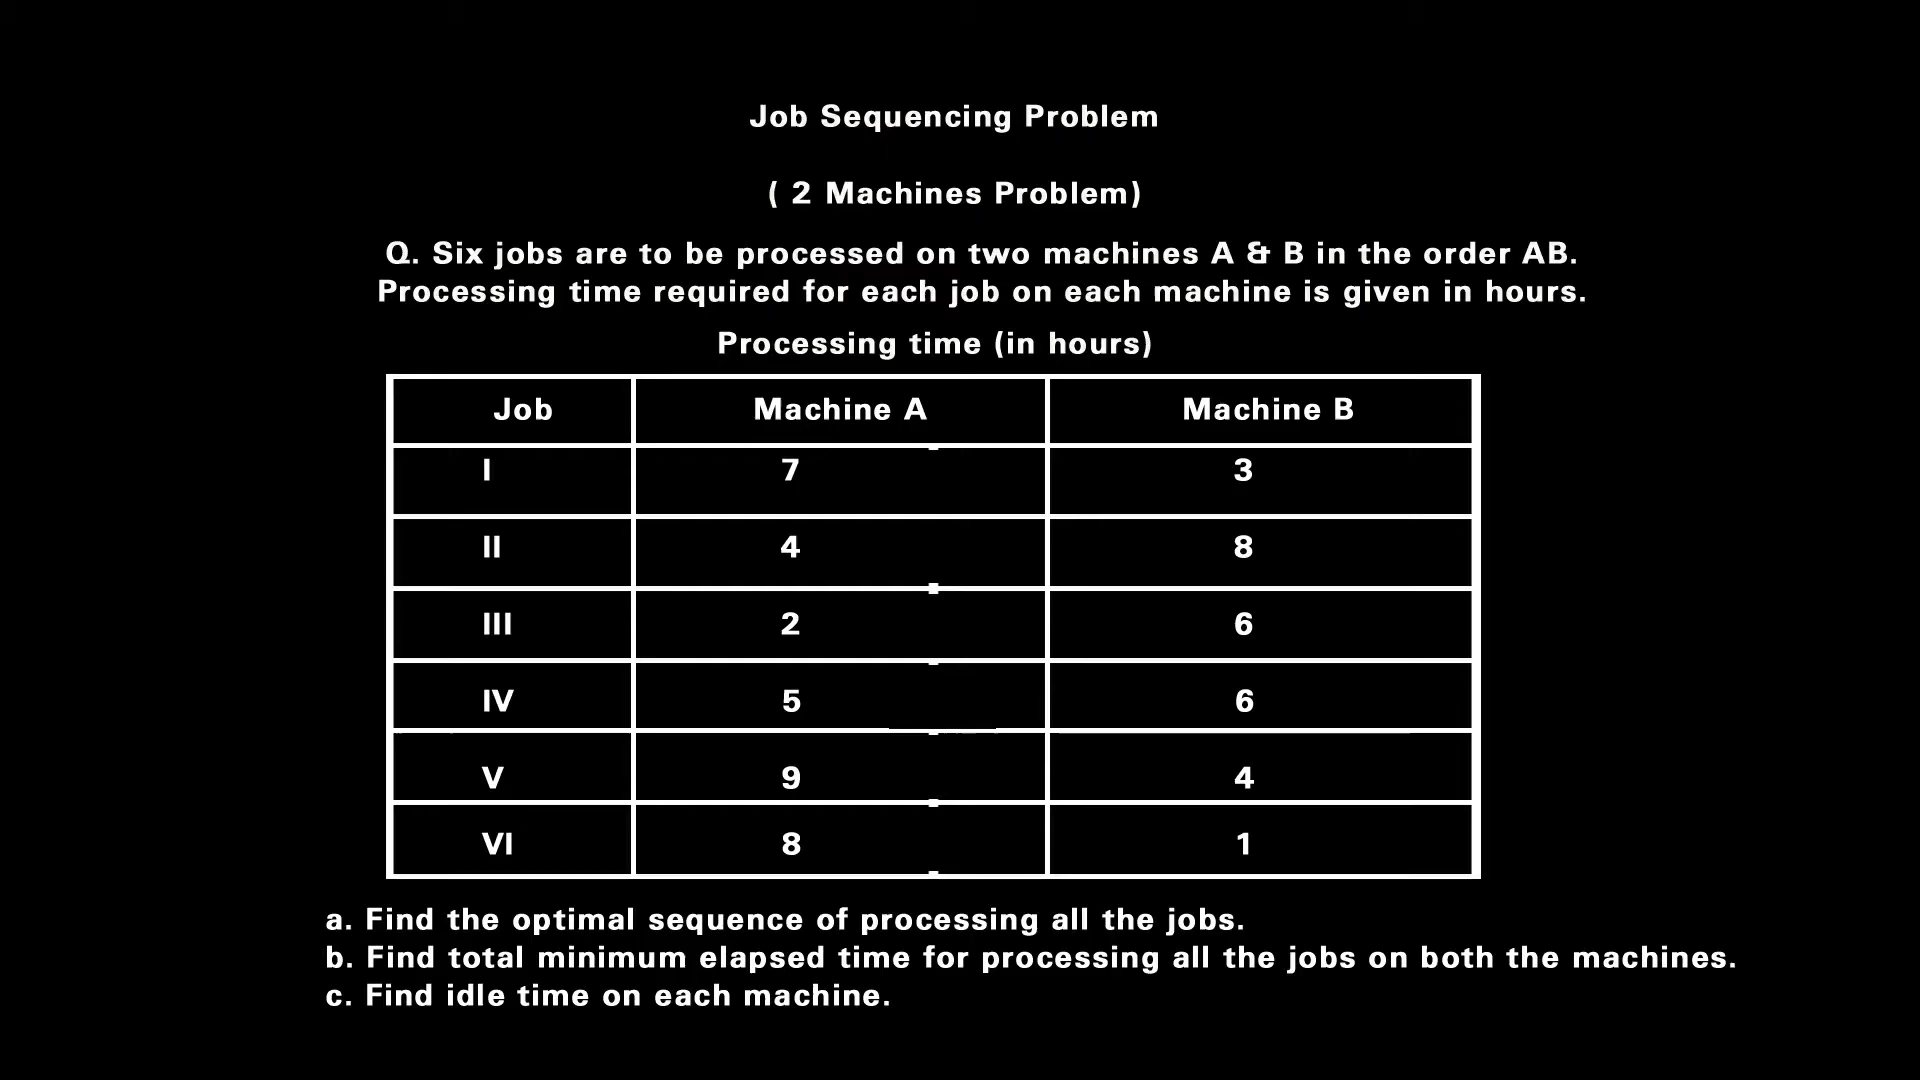 Job Sequencing Problem
( 2 Machines Problem)
Q. Six jobs are to be processed on two machines A & B in the order AB.
Processing time required for each job on each machine is given in hours.
Processing time (in hours)
Job Machine A Machine B
I 7 3
II 4 8
III 2 6
IV 5 6
V 9 4
VI 8 1
a. Find the optimal sequence of processing all the jobs.
b. Find total minimum elapsed time for processing all the jobs on both the machines.
c. Find idle time on each machine.